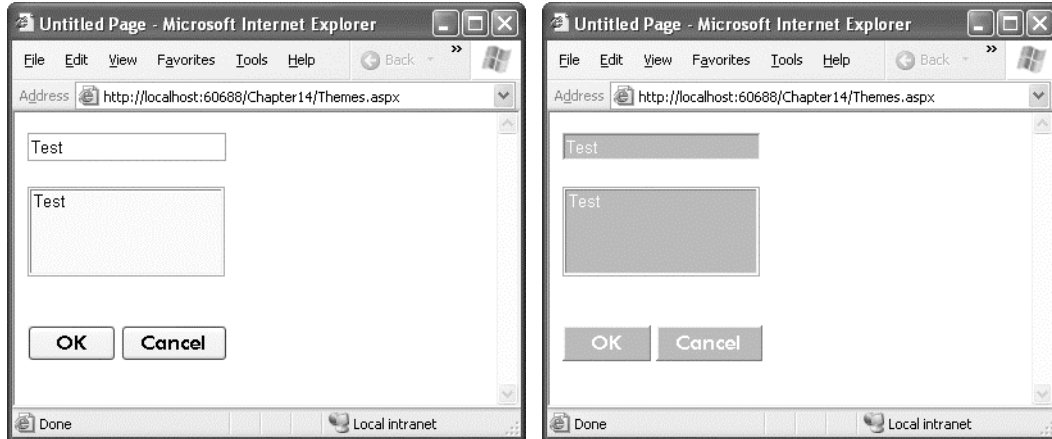 Untitled Page - Microsoft Internet Explorer
File Edit View Favorites Tools Help Back »
Address http://localhost:60688/Chapter14/Themes.aspx
Test
Test
OK Cancel
Done Local intranet
Untitled Page - Microsoft Internet Explorer
File Edit View Favorites Tools Help Back »
Address http://localhost:60688/Chapter14/Themes.aspx
Test
Test
OK Cancel
Done Local intranet